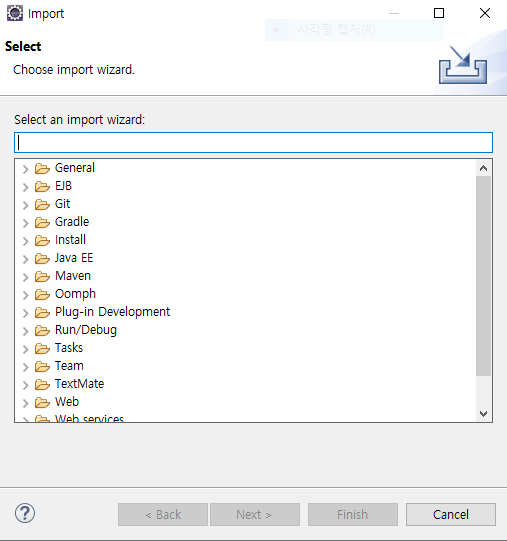 Import
사각형 캡처(R)
Select
Choose import wizard.
Select an import wizard:
General
EJB
Git
Gradle
Install
Java EE
Maven
Oomph
Plug-in Development
Run/Debug
Tasks
Team
TextMate
Web
Web services
?
< Back
Next >
Finish
Cancel